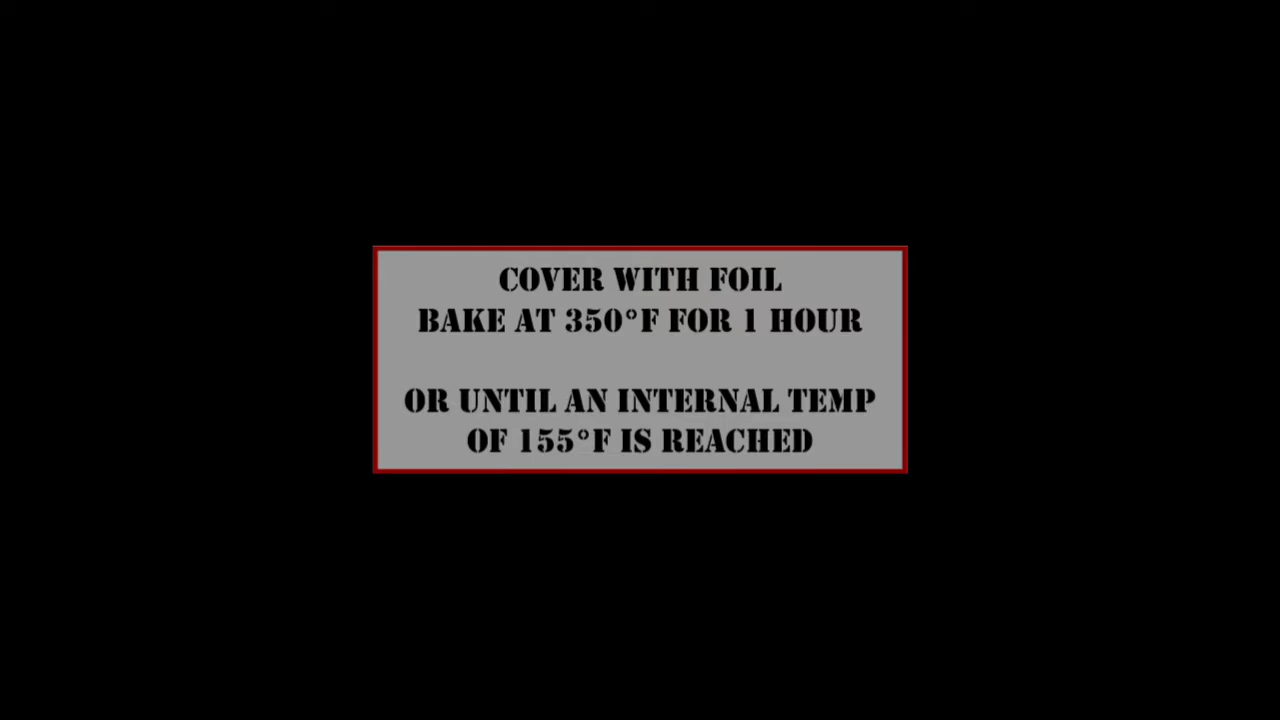 COVER WITH FOIL
BAKE AT 350°F FOR 1 HOUR
OR UNTIL AN INTERNAL TEMP
OF 155°F IS REACHED